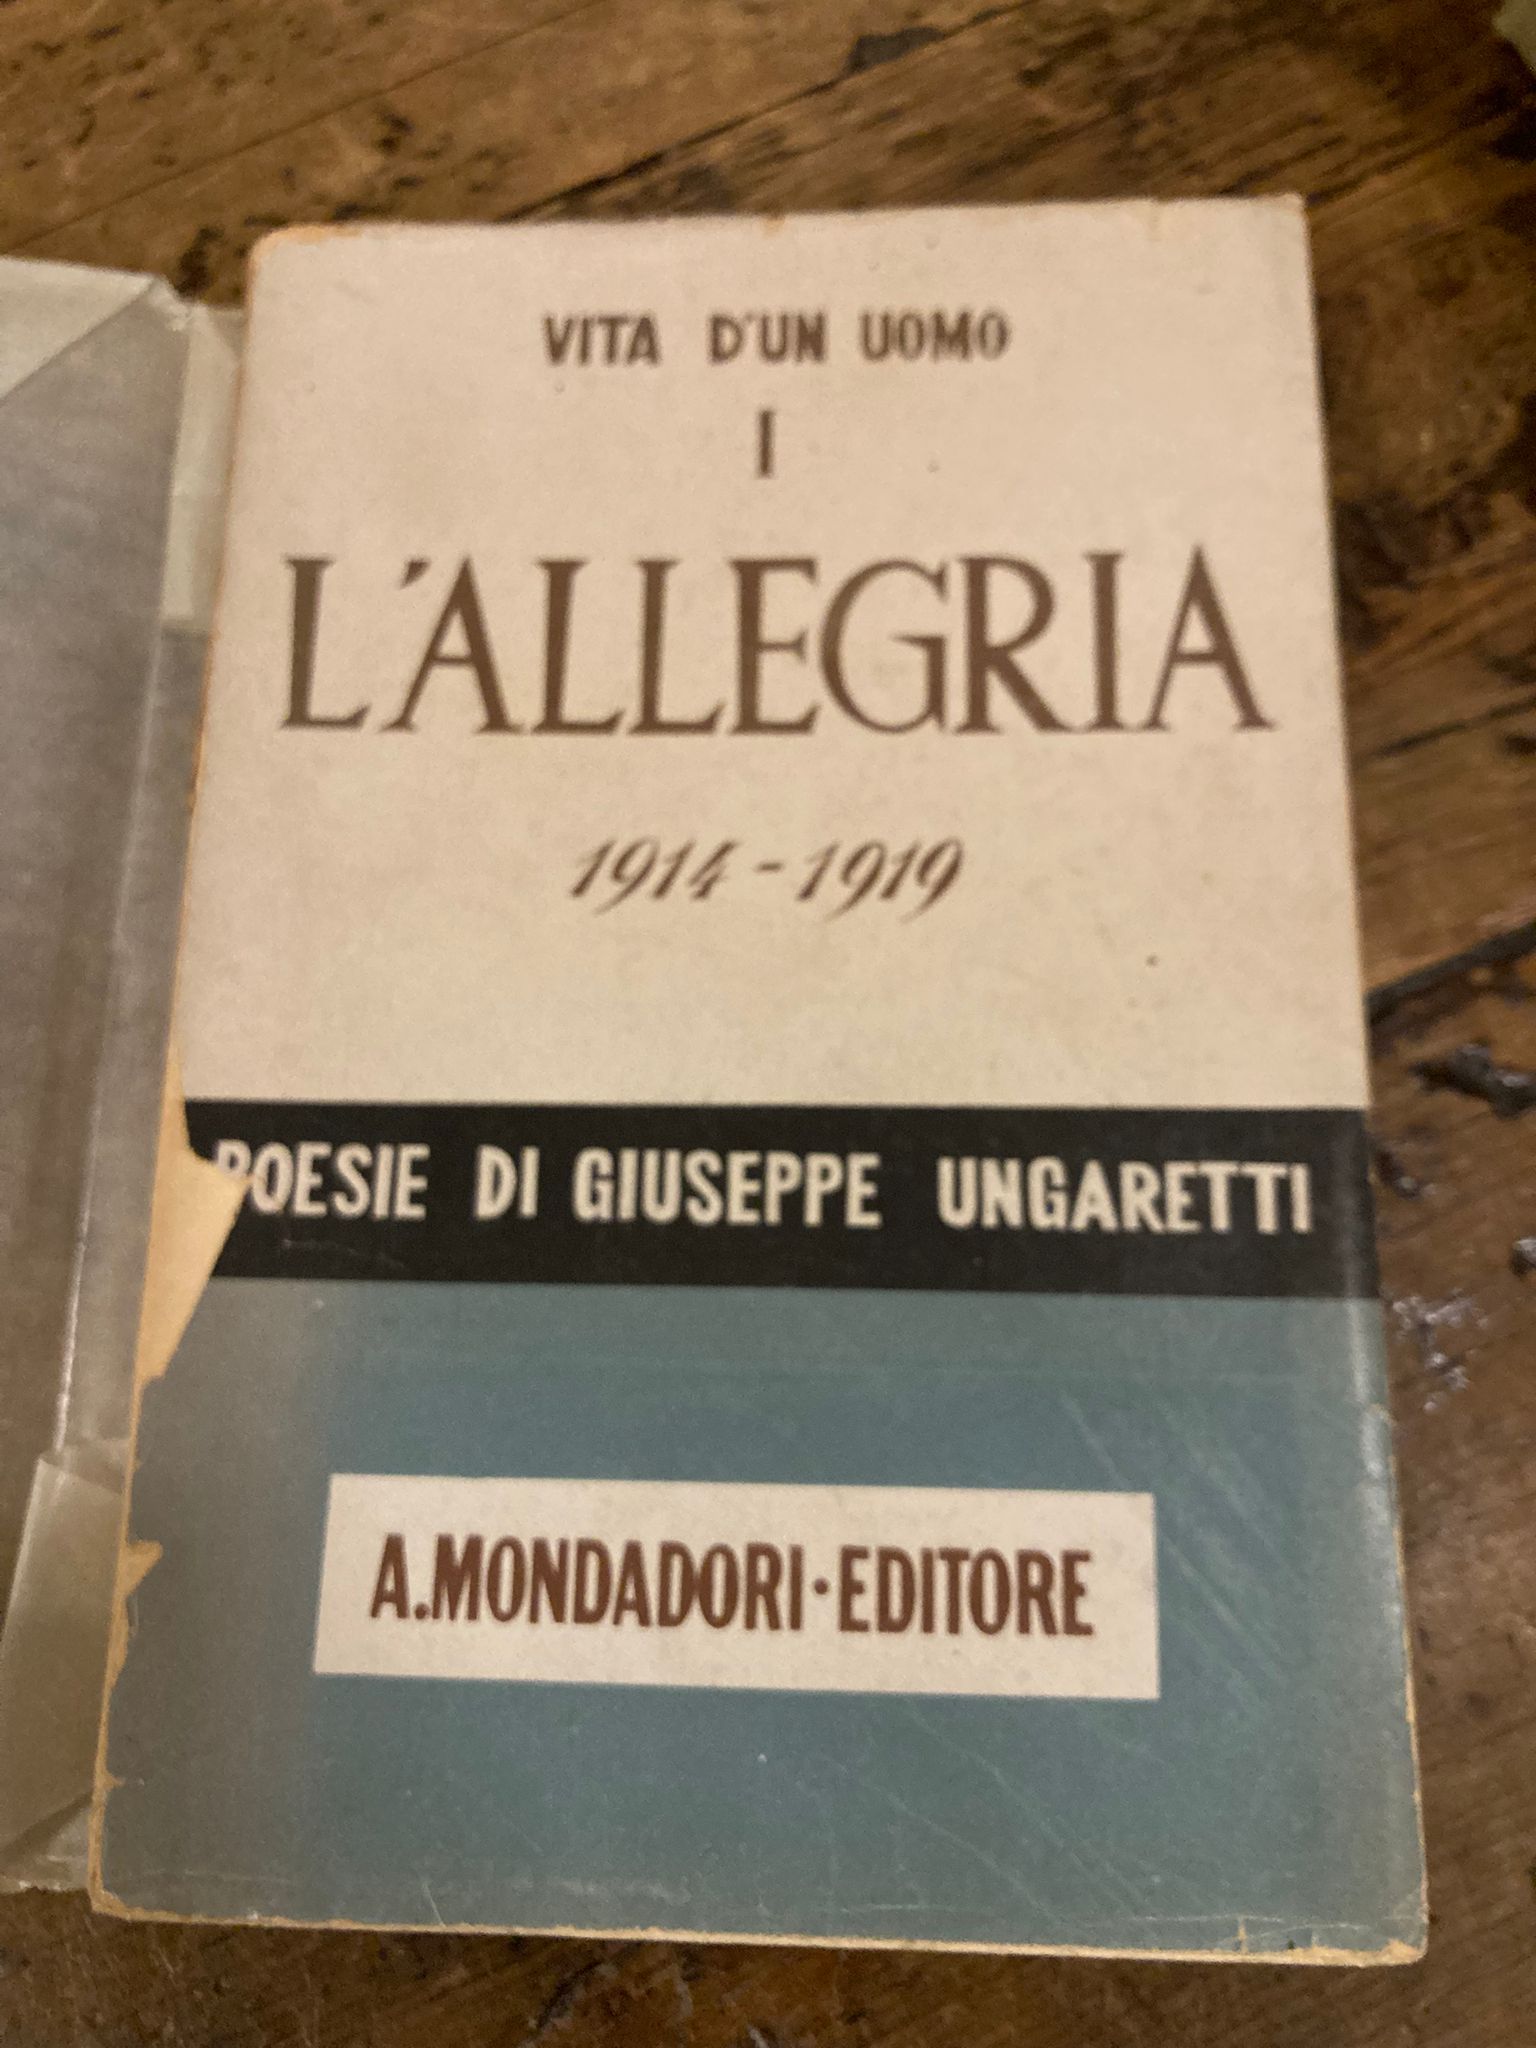 VITA D'UN UOMO
I
L'ALLEGRIA
1914-1919
POESIE DI GIUSEPPE UNGARETTI
A. MONDADORI · EDITORE